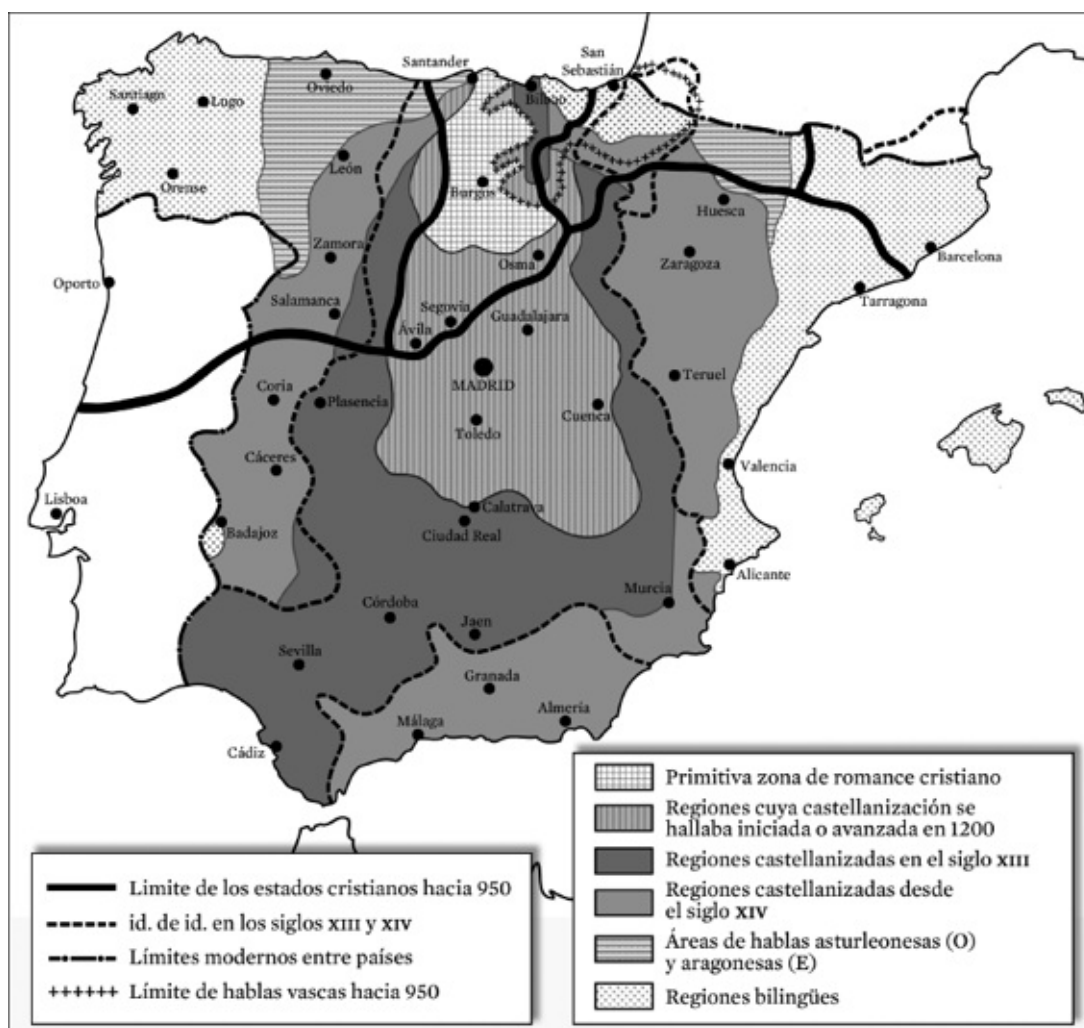 Santander
San
Sebastián
Oviedo
Bilbao
Santiago
Lugo
León
Orense
Burgos
Huesca
Zamora
Osma
Zaragoza
Barcelona
Oporto
Tarragona
Salamanca
Segovia
Guadalajara
Ávila
MADRID
Teruel
Coria
Plasencia
Cuenca
Toledo
Cáceres
Valencia
Lisboa
Calatrava
Badajoz
Ciudad Real
Alicante
Murcia
Córdoba
Jaen
Sevilla
Granada
Almería
Málaga
Cádiz
Limite de los estados cristianos hacia 950
id. de id. en los siglos XIII y XIV
Límites modernos entre países
Límite de hablas vascas hacia 950
Primitiva zona de romance cristiano
Regiones cuya castellanización se
hallaba iniciada o avanzada en 1200
Regiones castellanizadas en el siglo XIII
Regiones castellanizadas desde
el siglo XIV
Áreas de hablas asturleonesas (O)
y aragonesas (E)
Regiones bilingües